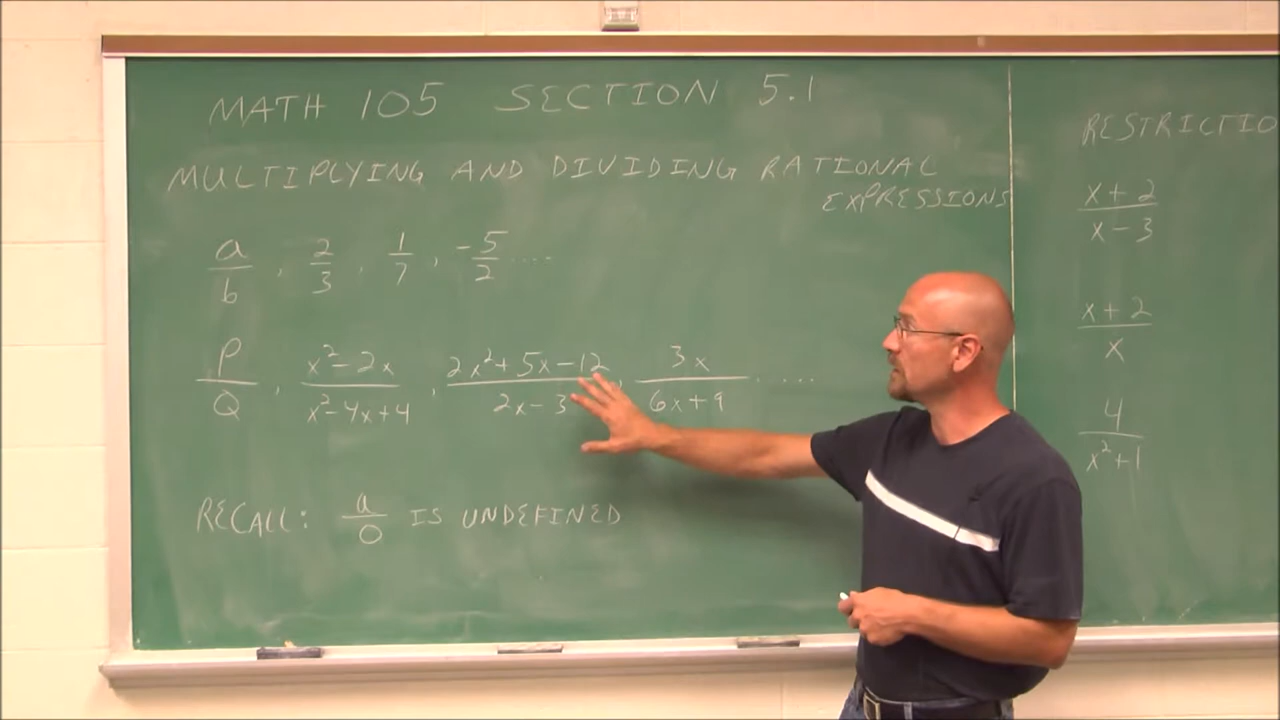 MATH 105 SECTION 5.1
MULTIPLYING AND DIVIDING RATIONAL
EXPRESSIONS
a/b , 2/3 , 1/7 , -5/2 ....
P/Q , x²-2x/x²-4x+4 , 2x²+5x-12/2x-3 , 3x/6x+9 .....
RECALL: a/0 IS UNDEFINED
RESTRICTIO
x+2/x-3
x+2/x
4/x²+1